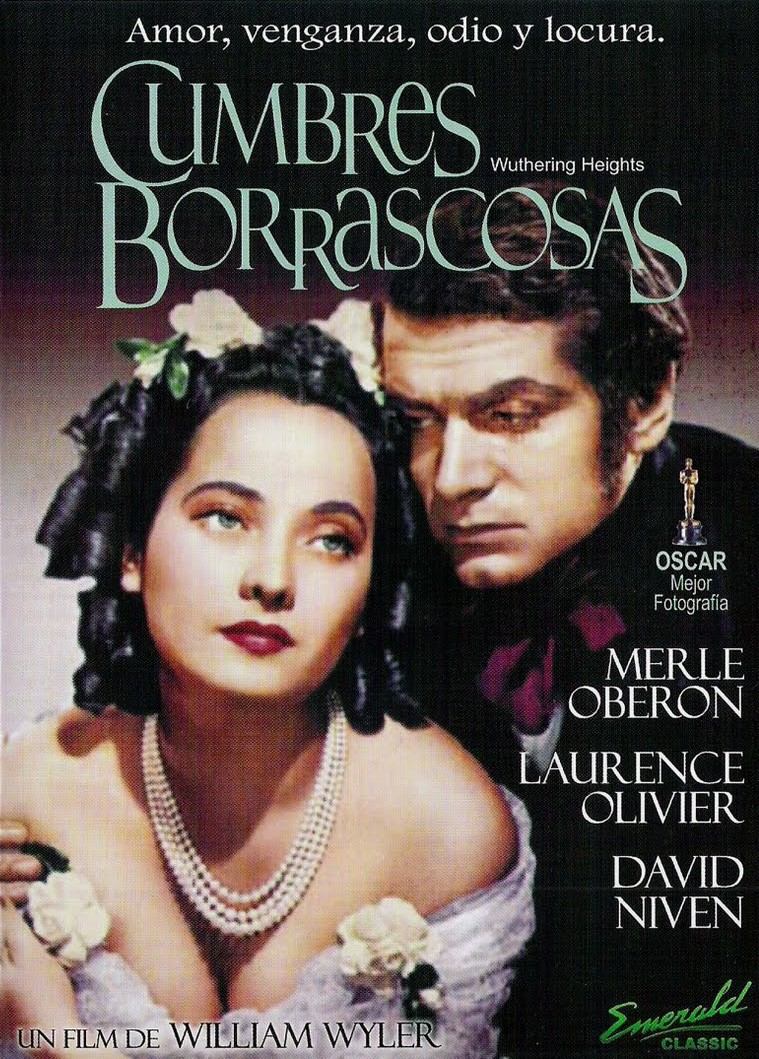 Amor, venganza, odio y locura.
CUMBRES
Wuthering Heights
BORRASCOSAS
OSCAR
Mejor
Fotografía
MERLE
OBERON
LAURENCE
OLIVIER
DAVID
NIVEN
UN FILM DE WILLIAM WYLER
Emerald
CLASSIC